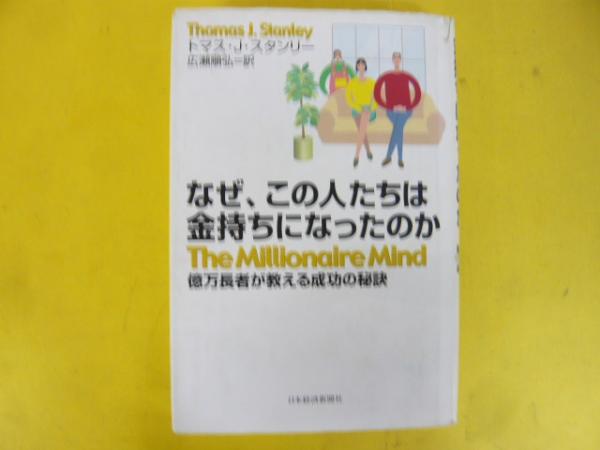 Thomas J. Stanley
トマス・J・スタンリー
広瀬順弘=訳
なぜ、この人たちは
金持ちになったのか
The Millionaire Mind
億万長者が教える成功の秘訣
日本経済新聞社